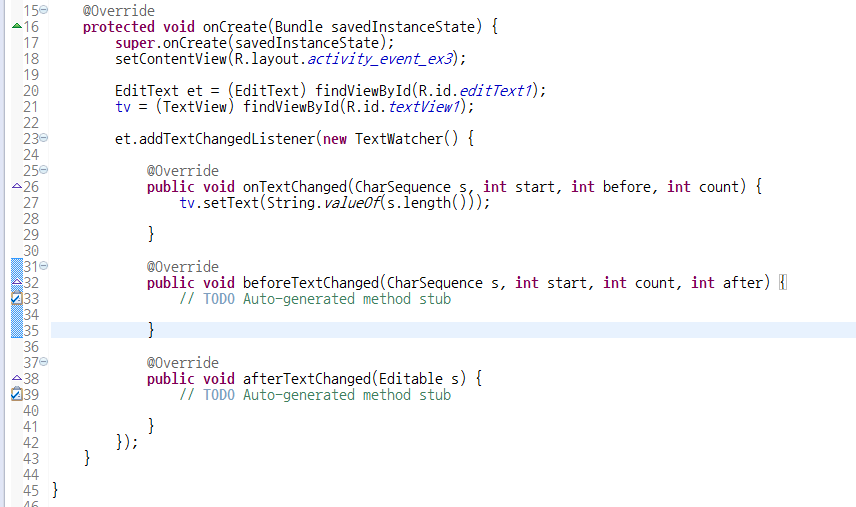 15 @Override
16 protected void onCreate(Bundle savedInstanceState) {
17 super.onCreate(savedInstanceState);
18 setContentView(R.layout.activity_event_ex3);
19
20 EditText et = (EditText) findViewById(R.id.editText1);
21 tv = (TextView) findViewById(R.id.textView1);
22
23 et.addTextChangedListener(new TextWatcher() {
24
25 @Override
26 public void onTextChanged(CharSequence s, int start, int before, int count) {
27 tv.setText(String.valueOf(s.length()));
28
29 }
30
31 @Override
32 public void beforeTextChanged(CharSequence s, int start, int count, int after) {
33 // TODO Auto-generated method stub
34
35 }
36
37 @Override
38 public void afterTextChanged(Editable s) {
39 // TODO Auto-generated method stub
40
41 }
42 });
43 }
44
45 }
46